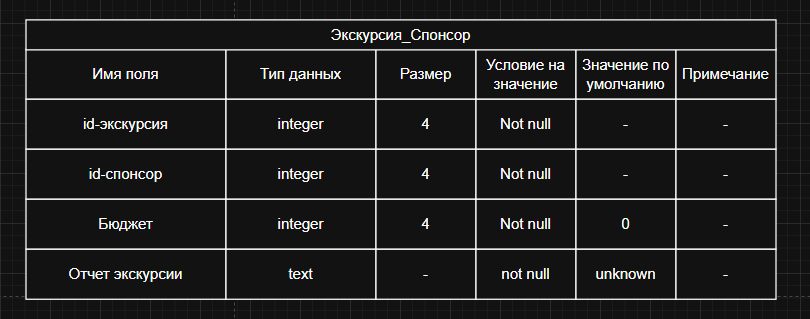 Экскурсия_Спонсор
Имя поля Тип данных Размер Условие на значение Значение по умолчанию Примечание
id-экскурсия integer 4 Not null - -
id-спонсор integer 4 Not null - -
Бюджет integer 4 Not null 0 -
Отчет экскурсии text - not null unknown -